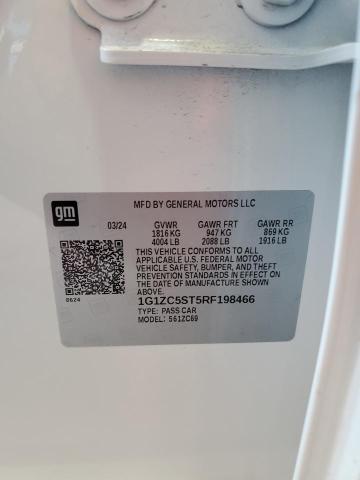 gm
MFD BY GENERAL MOTORS LLC
03/24 GVWR GAWR FRT GAWR RR
1816 KG 947 KG 869 KG
4004 LB 2088 LB 1916 LB
THIS VEHICLE CONFORMS TO ALL
APPLICABLE U.S. FEDERAL MOTOR
VEHICLE SAFETY, BUMPER, AND THEFT
PREVENTION STANDARDS IN EFFECT ON
THE DATE OF MANUFACTURE SHOWN
ABOVE.
0624
1G1ZC5ST5RF198466
TYPE: PASS CAR
MODEL: 561ZC69